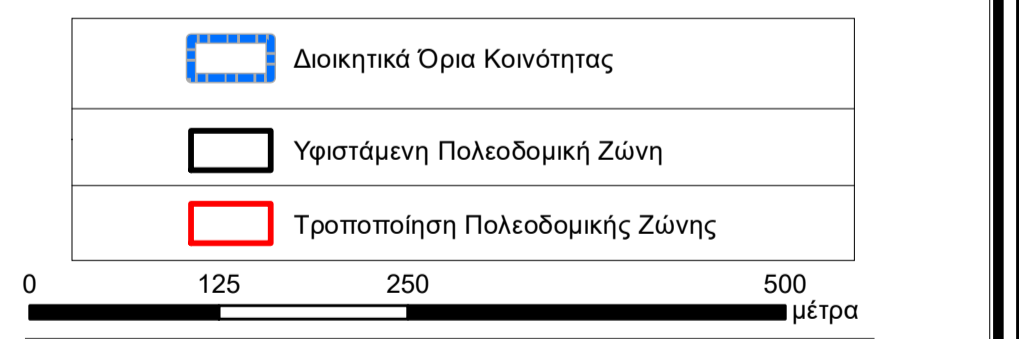 Διοικητικά Όρια Κοινότητας
Υφιστάμενη Πολεοδομική Ζώνη
Τροποποίηση Πολεοδομικής Ζώνης
0 125 250 500
μέτρα